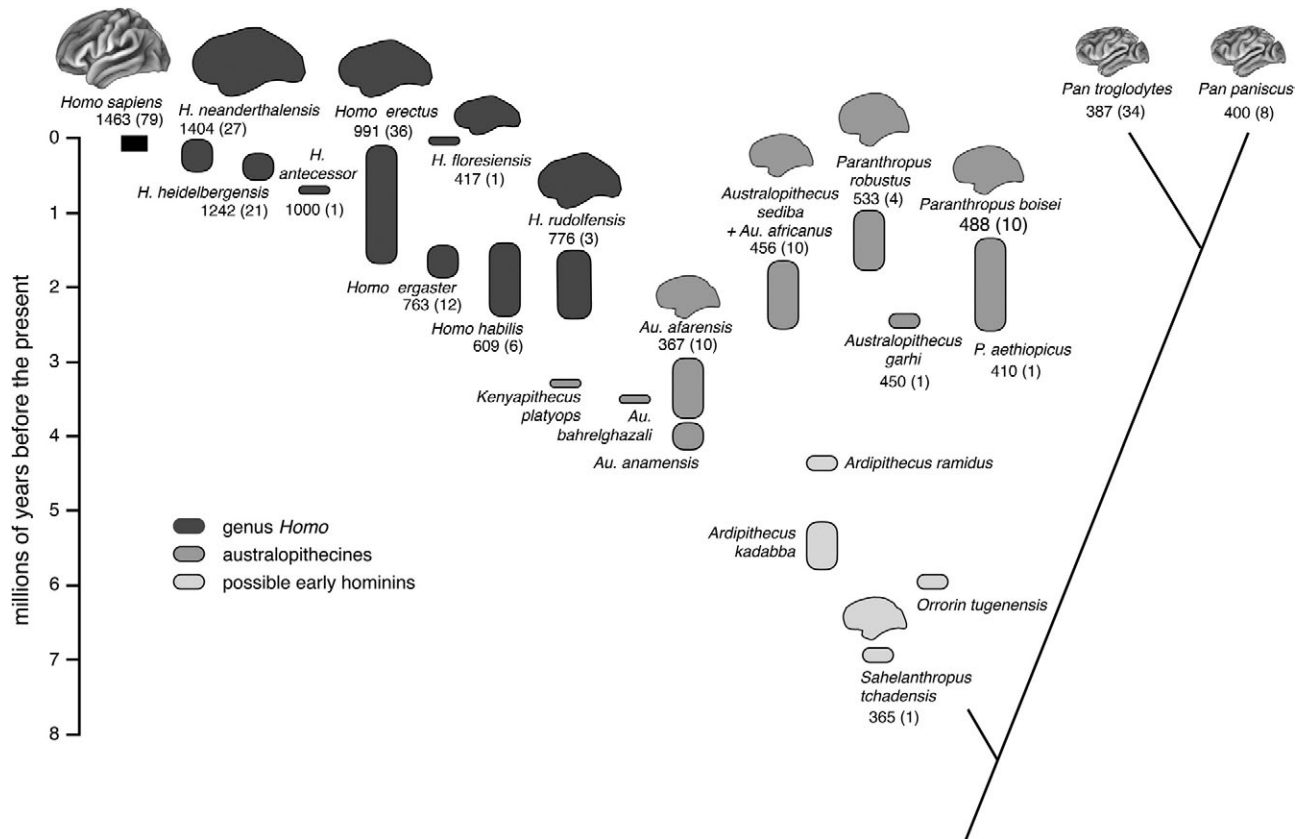 Homo sapiens
1463 (79)
H. neanderthalensis
1404 (27)
Homo erectus
991 (36)
H. floresiensis
417 (1)
H.
antecessor
1000 (1)
H. heidelbergensis
1242 (21)
H. rudolfensis
776 (3)
Homo ergaster
763 (12)
Homo habilis
609 (6)
Kenyapithecus
platyops
Au.
bahrelghazali
Au. afarensis
367 (10)
Au. anamensis
Australopithecus
sediba
+ Au. africanus
456 (10)
Paranthropus
robustus
533 (4)
Paranthropus boisei
488 (10)
Australopithecus
garhi
450 (1)
P. aethiopicus
410 (1)
Pan troglodytes
387 (34)
Pan paniscus
400 (8)
Ardipithecus ramidus
Ardipithecus
kadabba
Orrorin tugenensis
Sahelanthropus
tchadensis
365 (1)
millions of years before the present
0
1
2
3
4
5
6
7
8
genus Homo
australopithecines
possible early hominins